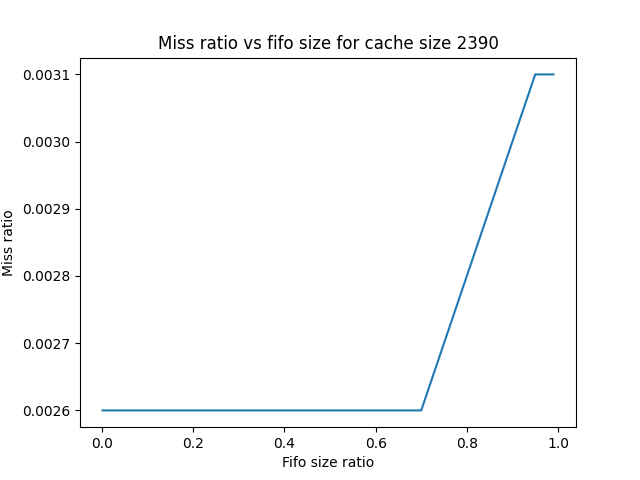 Miss ratio vs fifo size for cache size 2390
0.0031
0.0030
0.0029
0.0028
0.0027
0.0026
Miss ratio
0.0 0.2 0.4 0.6 0.8 1.0
Fifo size ratio